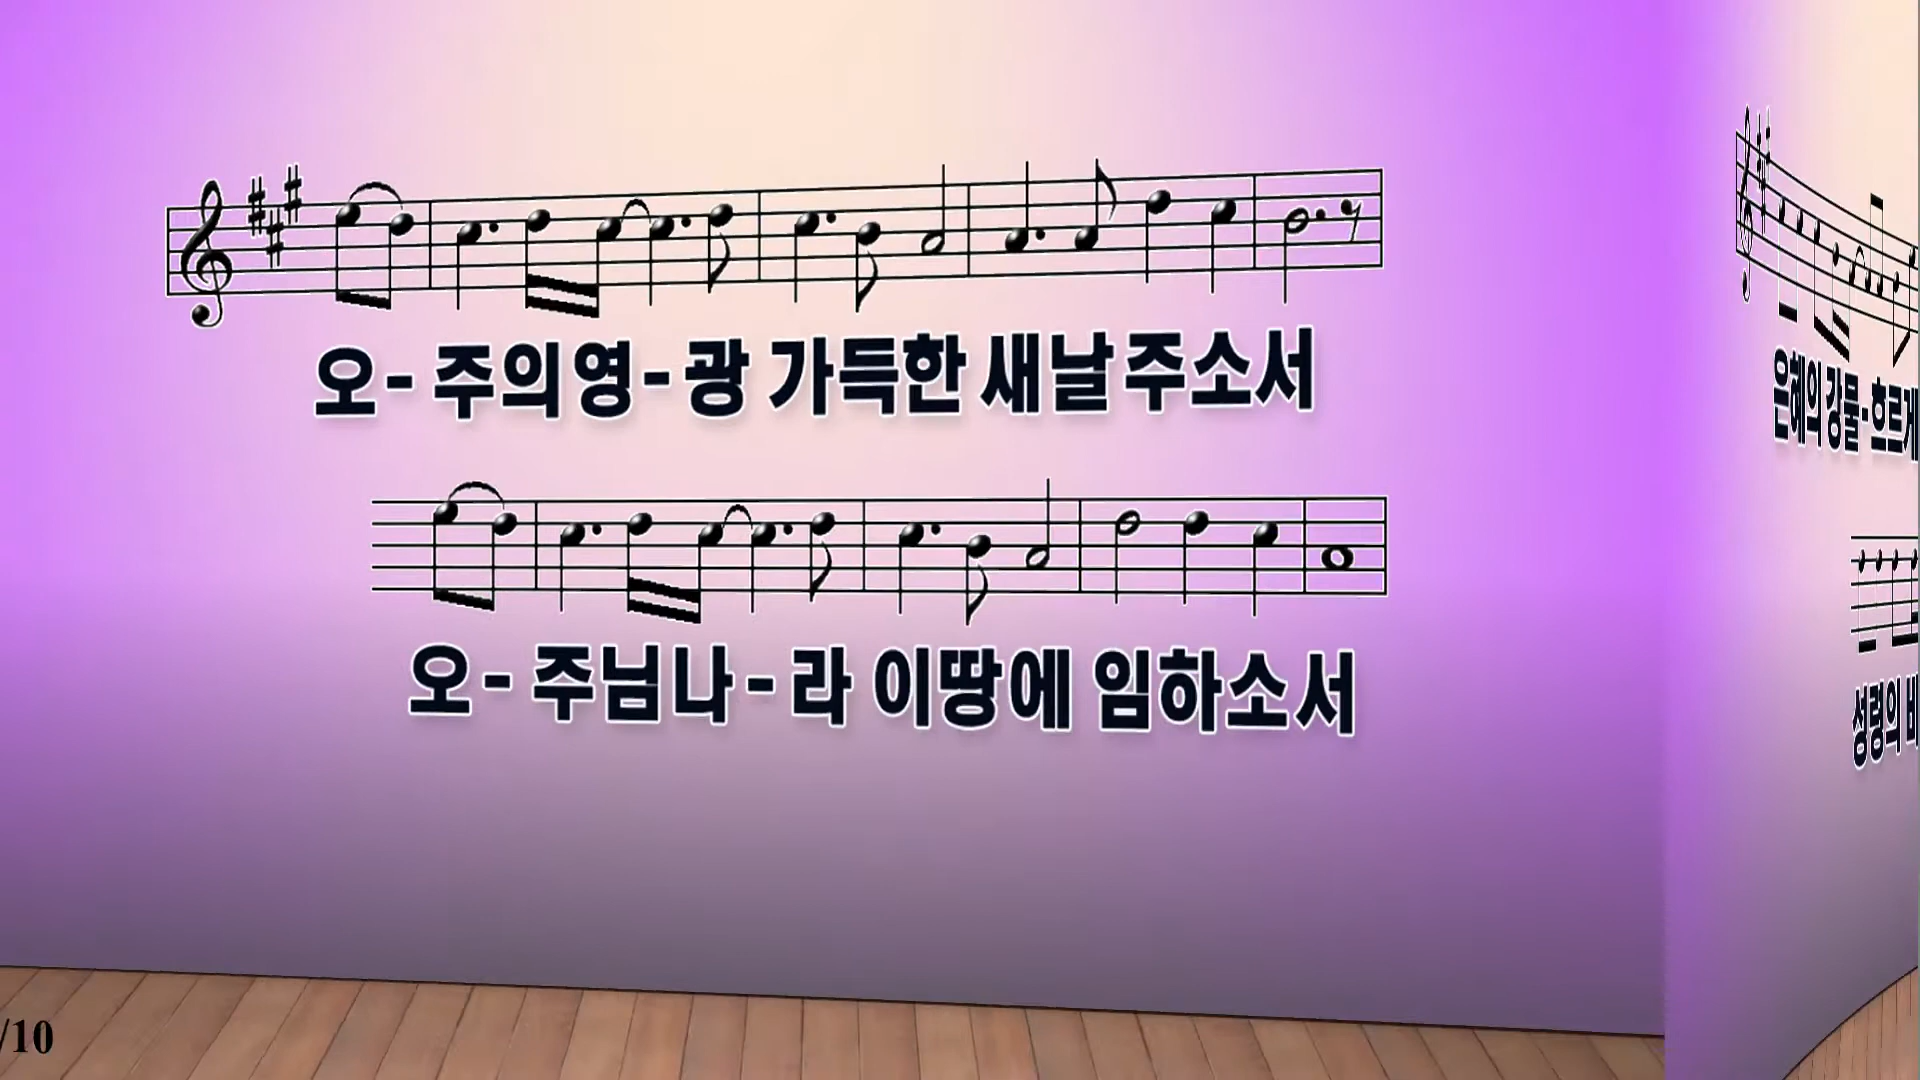 오- 주의영-광 가득한 새날주소서
오- 주님나-라 이땅에 임하소서
은혜의 강물-흐르게
성령의
/10